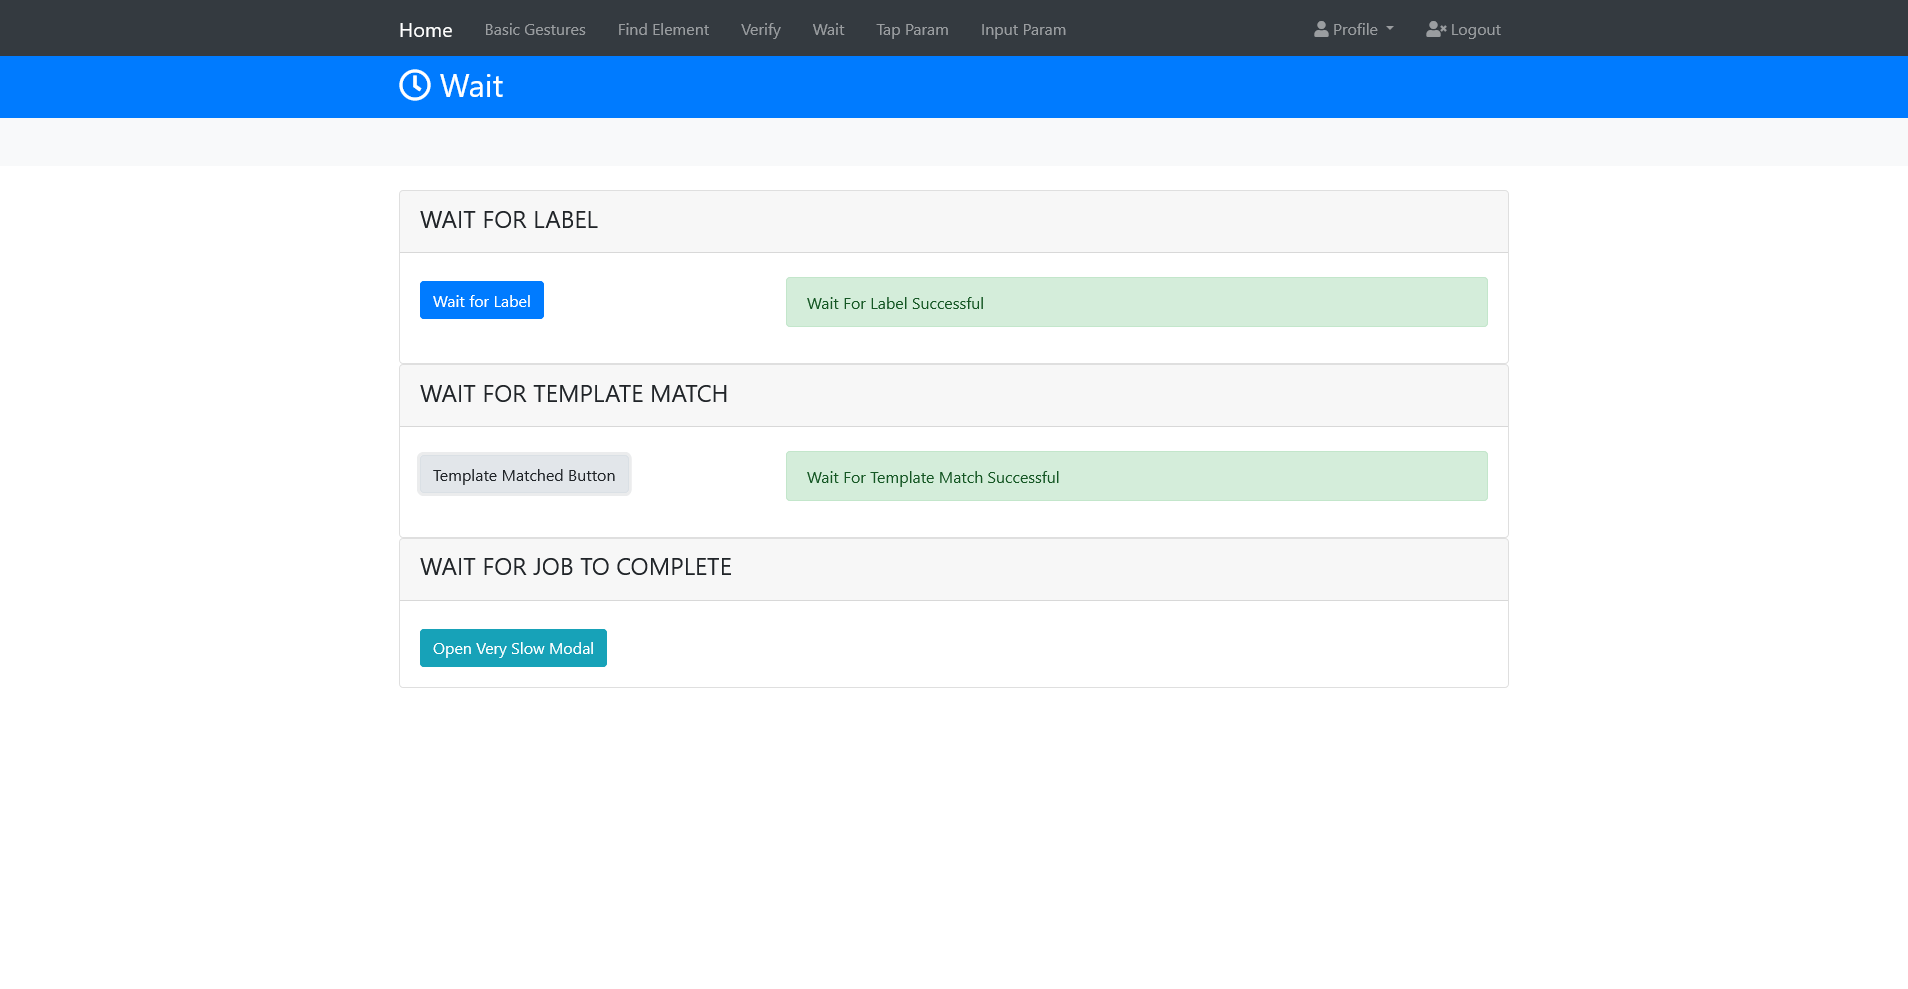 Home Basic Gestures Find Element Verify Wait Tap Param Input Param Profile Logout
Wait
WAIT FOR LABEL
Wait for Label Wait For Label Successful
WAIT FOR TEMPLATE MATCH
Template Matched Button Wait For Template Match Successful
WAIT FOR JOB TO COMPLETE
Open Very Slow Modal